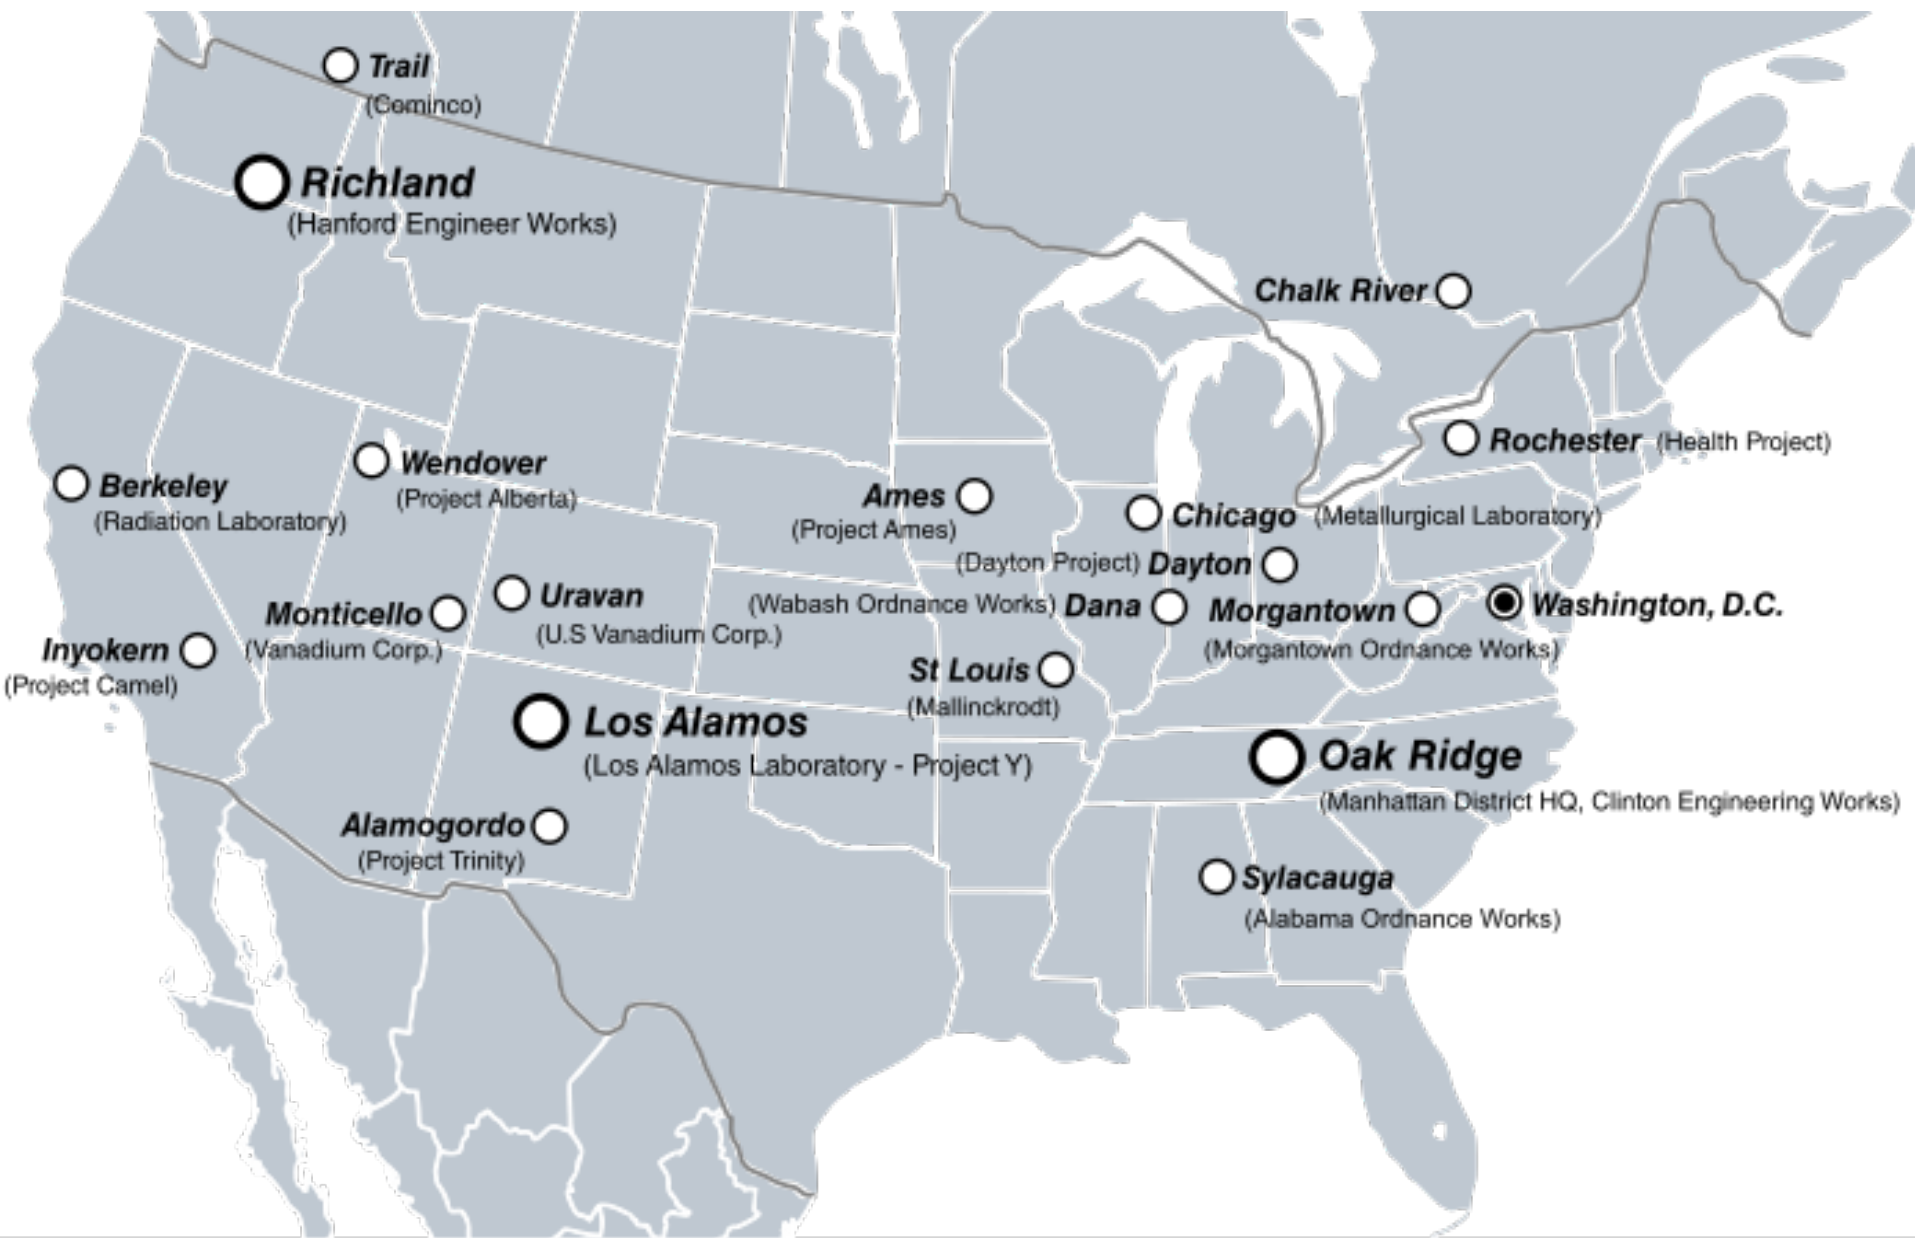 Trail
(Cominco)
Richland
(Hanford Engineer Works)
Chalk River
Rochester (Health Project)
Wendover
(Project Alberta)
Berkeley
(Radiation Laboratory)
Ames
(Project Ames)
Chicago (Metallurgical Laboratory)
(Dayton Project) Dayton
Uravan
(U.S Vanadium Corp.)
(Wabash Ordnance Works) Dana
Morgantown
(Morgantown Ordnance Works)
Washington, D.C.
Monticello
(Vanadium Corp.)
Inyokern
(Project Camel)
St Louis
(Mallinckrodt)
Los Alamos
(Los Alamos Laboratory - Project Y)
Oak Ridge
(Manhattan District HQ, Clinton Engineering Works)
Alamogordo
(Project Trinity)
Sylacauga
(Alabama Ordnance Works)